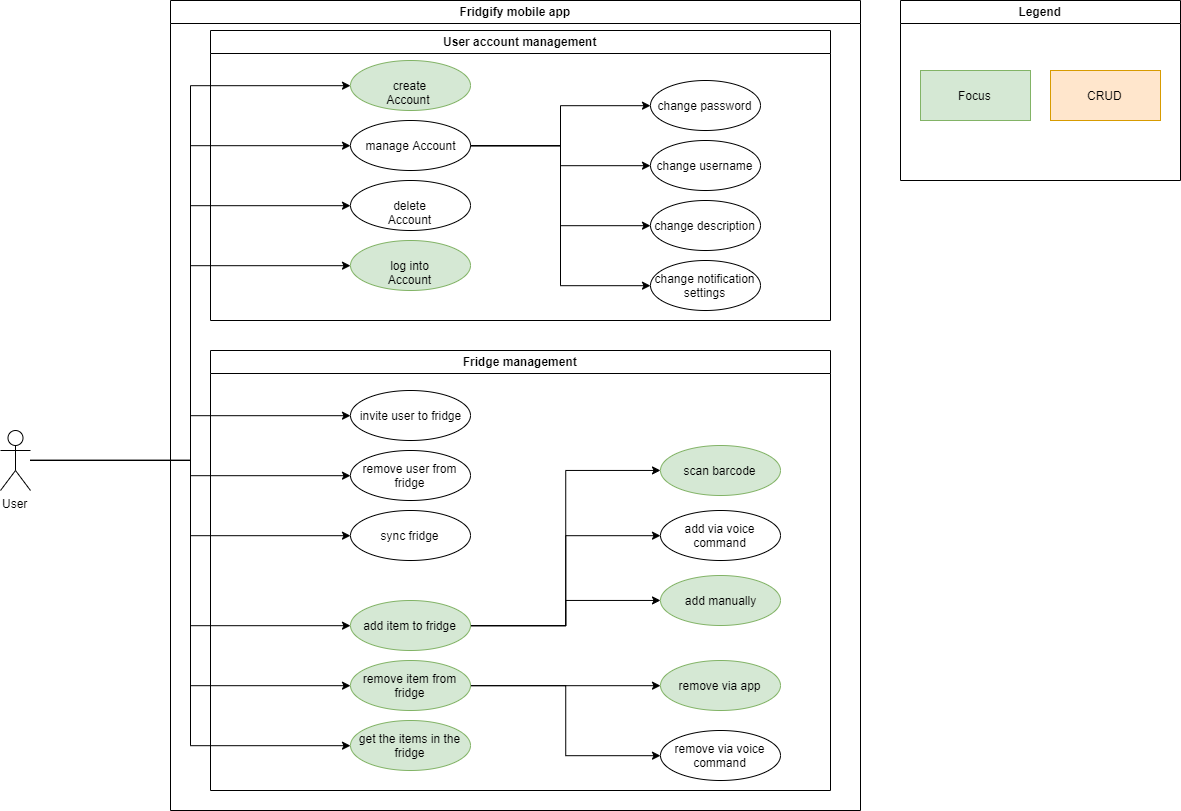 Fridgify mobile app
Legend
User account management
Focus
CRUD
create
Account
manage Account
delete
Account
log into
Account
change password
change username
change description
change notification
settings
Fridge management
invite user to fridge
remove user from
fridge
sync fridge
add item to fridge
remove item from
fridge
get the items in the
fridge
scan barcode
add via voice
command
add manually
remove via app
remove via voice
command
User